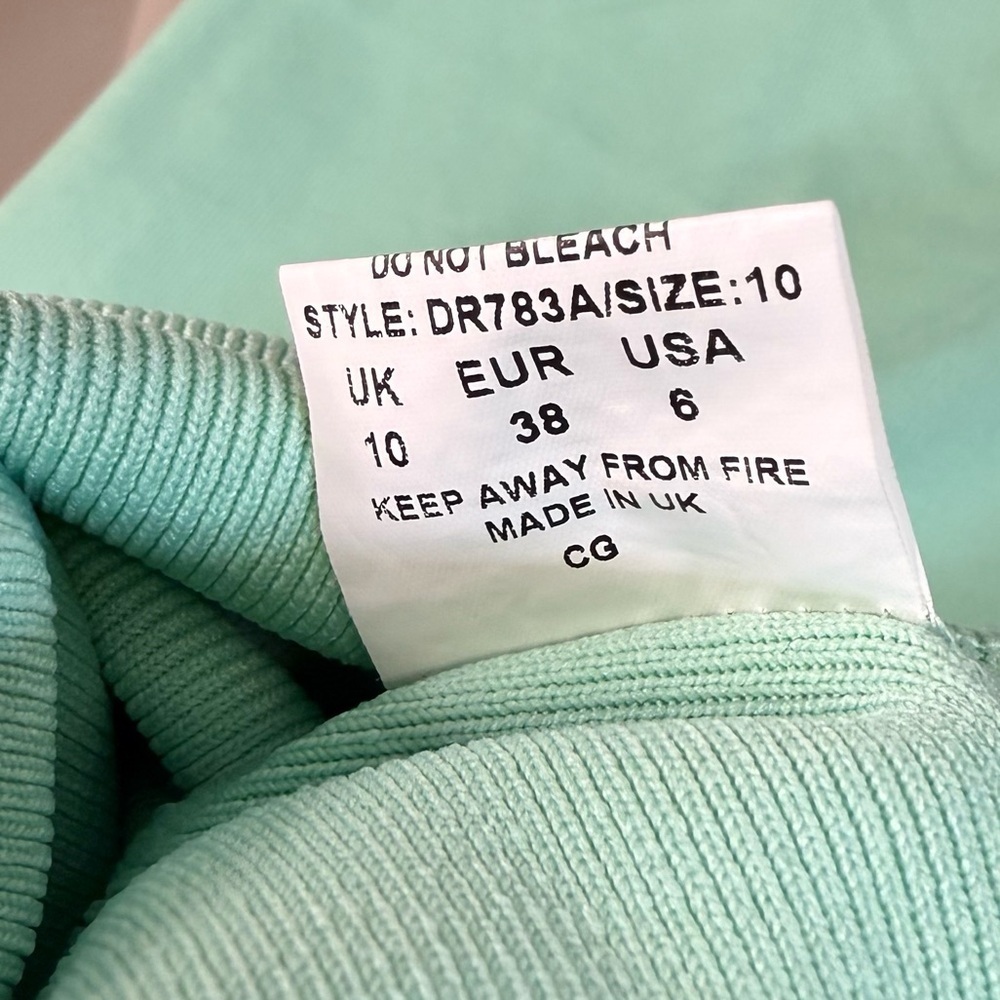 DO NOT BLEACH
STYLE: DR783A/SIZE:10
UK EUR USA
10 38 6
KEEP AWAY FROM FIRE
MADE IN UK
CG